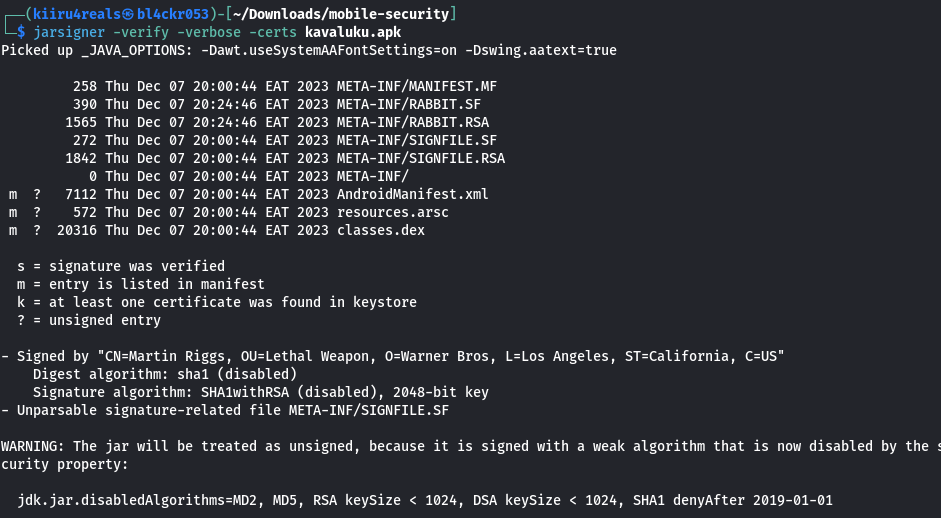 ┌──(kiiru4reals㉿bl4ckr053)-[~/Downloads/mobile-security]
└─$ jarsigner -verify -verbose -certs kavaluku.apk
Picked up _JAVA_OPTIONS: -Dawt.useSystemAAFontSettings=on -Dswing.aatext=true

         258 Thu Dec 07 20:00:44 EAT 2023 META-INF/MANIFEST.MF
         390 Thu Dec 07 20:24:46 EAT 2023 META-INF/RABBIT.SF
        1565 Thu Dec 07 20:24:46 EAT 2023 META-INF/RABBIT.RSA
         272 Thu Dec 07 20:00:44 EAT 2023 META-INF/SIGNFILE.SF
        1842 Thu Dec 07 20:00:44 EAT 2023 META-INF/SIGNFILE.RSA
           0 Thu Dec 07 20:00:44 EAT 2023 META-INF/
 m  ?   7112 Thu Dec 07 20:00:44 EAT 2023 AndroidManifest.xml
 m  ?    572 Thu Dec 07 20:00:44 EAT 2023 resources.arsc
 m  ?  20316 Thu Dec 07 20:00:44 EAT 2023 classes.dex

  s = signature was verified
  m = entry is listed in manifest
  k = at least one certificate was found in keystore
  ? = unsigned entry

- Signed by "CN=Martin Riggs, OU=Lethal Weapon, O=Warner Bros, L=Los Angeles, ST=California, C=US"
    Digest algorithm: sha1 (disabled)
    Signature algorithm: SHA1withRSA (disabled), 2048-bit key
- Unparsable signature-related file META-INF/SIGNFILE.SF

WARNING: The jar will be treated as unsigned, because it is signed with a weak algorithm that is now disabled by the s
curity property:

  jdk.jar.disabledAlgorithms=MD2, MD5, RSA keySize < 1024, DSA keySize < 1024, SHA1 denyAfter 2019-01-01